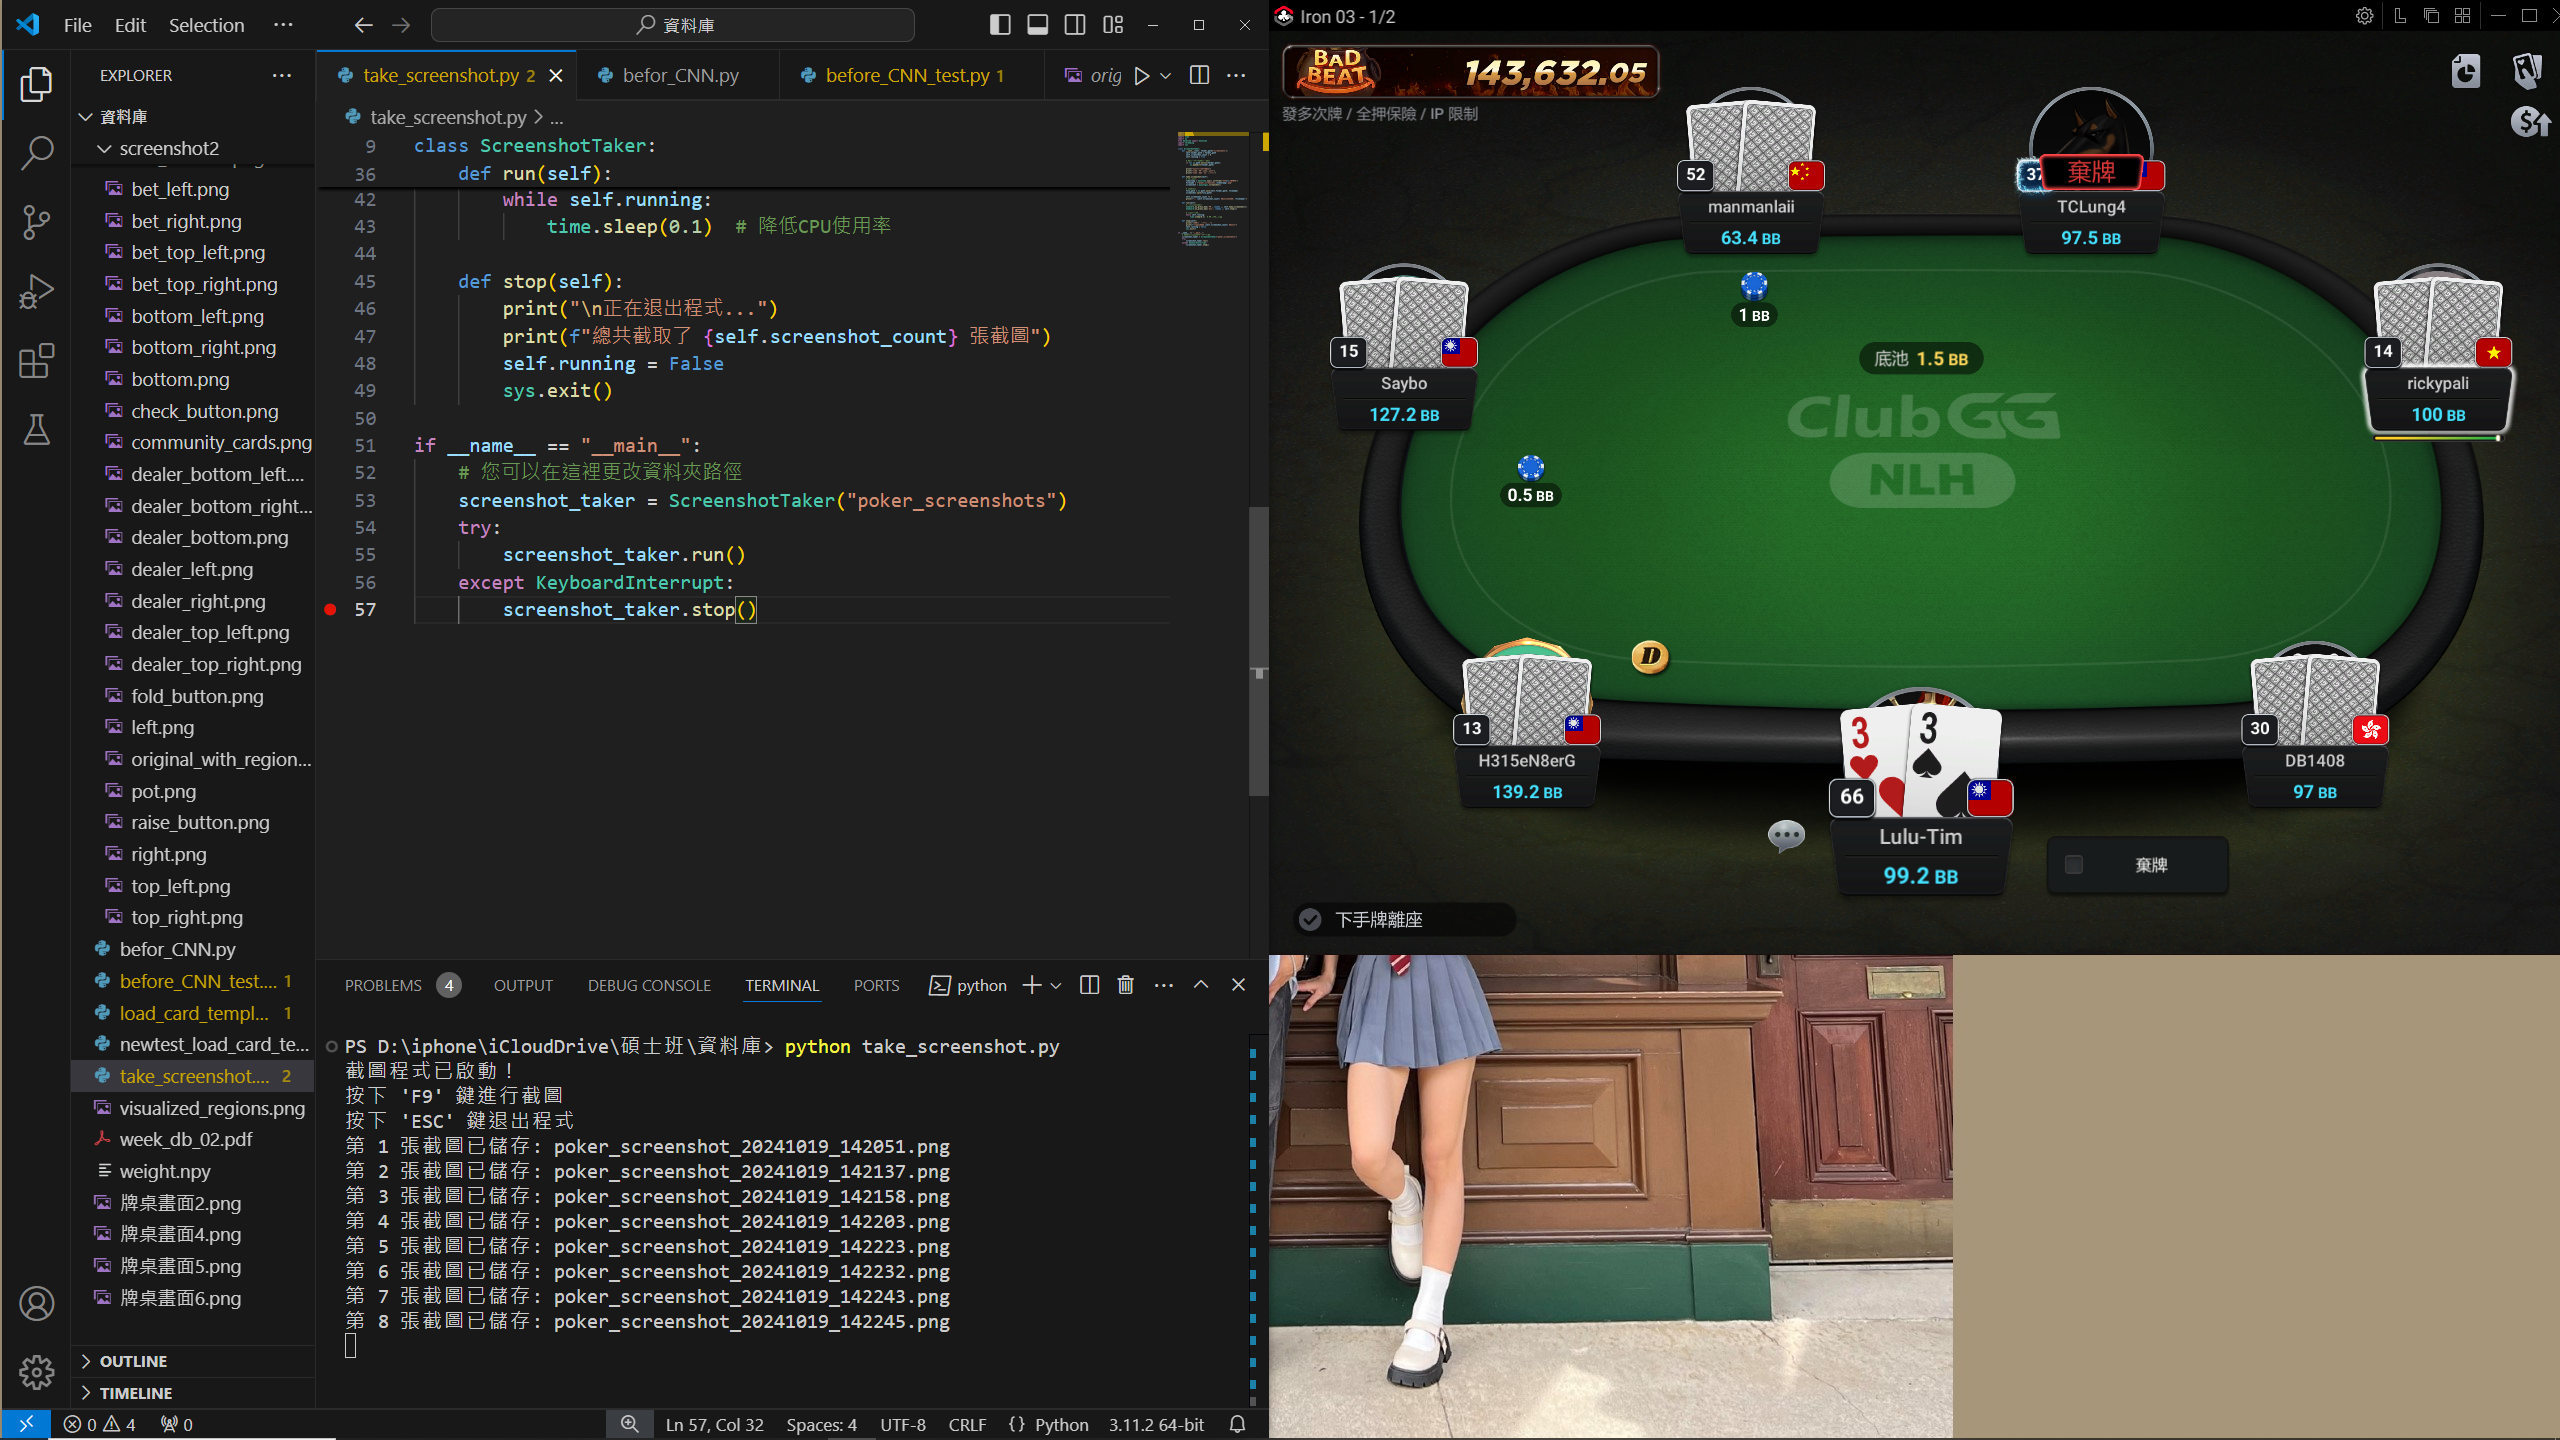 File Edit Selection ···
資料庫
EXPLORER
資料庫
screenshot2
bet_left.png
bet_right.png
bet_top_left.png
bet_top_right.png
bottom_left.png
bottom_right.png
bottom.png
check_button.png
community_cards.png
dealer_bottom_left....
dealer_bottom_right...
dealer_bottom.png
dealer_left.png
dealer_right.png
dealer_top_left.png
dealer_top_right.png
fold_button.png
left.png
original_with_region...
pot.png
raise_button.png
right.png
top_left.png
top_right.png
befor_CNN.py
before_CNN_test.... 1
load_card_templ... 1
newtest_load_card_te...
take_screenshot.... 2
visualized_regions.png
week_db_02.pdf
weight.npy
牌桌畫面2.png
牌桌畫面4.png
牌桌畫面5.png
牌桌畫面6.png
OUTLINE
TIMELINE
take_screenshot.py 2
befor_CNN.py
before_CNN_test.py 1
orig
take_screenshot.py > ...
9 class ScreenshotTaker:
36 def run(self):
42 while self.running:
43 time.sleep(0.1) # 降低CPU使用率
44
45 def stop(self):
46 print("\n正在退出程式...")
47 print(f"總共截取了 {self.screenshot_count} 張截圖")
48 self.running = False
49 sys.exit()
50
51 if __name__ == "__main__":
52 # 您可以在這裡更改資料夾路徑
53 screenshot_taker = ScreenshotTaker("poker_screenshots")
54 try:
55 screenshot_taker.run()
56 except KeyboardInterrupt:
57 screenshot_taker.stop()
PROBLEMS 4 OUTPUT DEBUG CONSOLE TERMINAL PORTS python
PS D:\iphone\iCloudDrive\碩士班\資料庫> python take_screenshot.py
截圖程式已啟動！
按下 'F9' 鍵進行截圖
按下 'ESC' 鍵退出程式
第 1 張截圖已儲存: poker_screenshot_20241019_142051.png
第 2 張截圖已儲存: poker_screenshot_20241019_142137.png
第 3 張截圖已儲存: poker_screenshot_20241019_142158.png
第 4 張截圖已儲存: poker_screenshot_20241019_142203.png
第 5 張截圖已儲存: poker_screenshot_20241019_142223.png
第 6 張截圖已儲存: poker_screenshot_20241019_142232.png
第 7 張截圖已儲存: poker_screenshot_20241019_142243.png
第 8 張截圖已儲存: poker_screenshot_20241019_142245.png
0 4 0
Ln 57, Col 32 Spaces: 4 UTF-8 CRLF {} Python 3.11.2 64-bit
Iron 03 - 1/2
BAD BEAT 143,632.05
發多次牌 / 全押保險 / IP 限制
52
manmanlaii
63.4 BB
37
棄牌
TCLung4
97.5 BB
15
Saybo
127.2 BB
1 BB
底池 1.5 BB
14
rickypali
100 BB
ClubGG
NLH
0.5 BB
D
13
H315eN8erG
139.2 BB
3 3
66
Lulu-Tim
99.2 BB
30
DB1408
97 BB
棄牌
下手牌離座